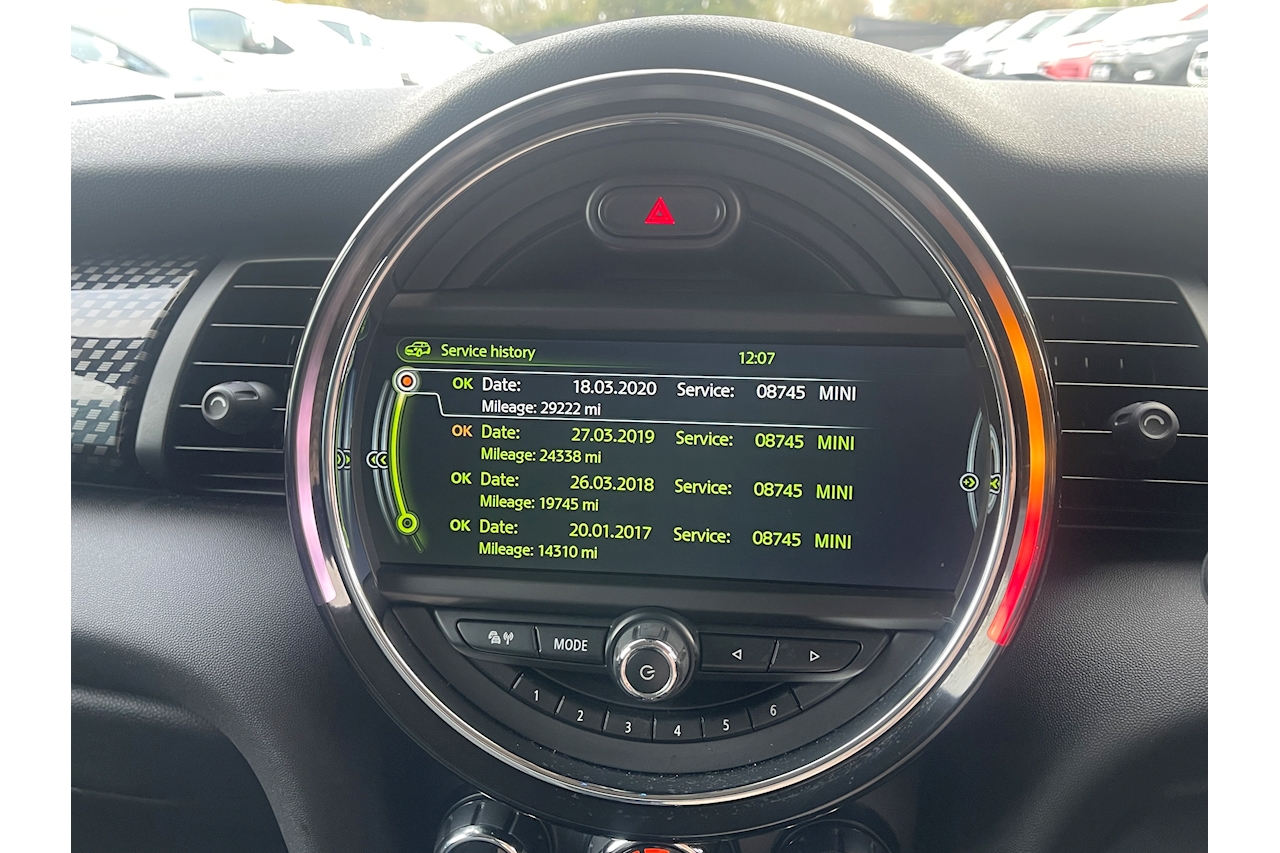 Service history 12:07
OK Date: 18.03.2020 Service: 08745 MINI
Mileage: 29222 mi
OK Date: 27.03.2019 Service: 08745 MINI
Mileage: 24338 mi
OK Date: 26.03.2018 Service: 08745 MINI
Mileage: 19745 mi
OK Date: 20.01.2017 Service: 08745 MINI
Mileage: 14310 mi
MODE
1 2 3 4 5 6